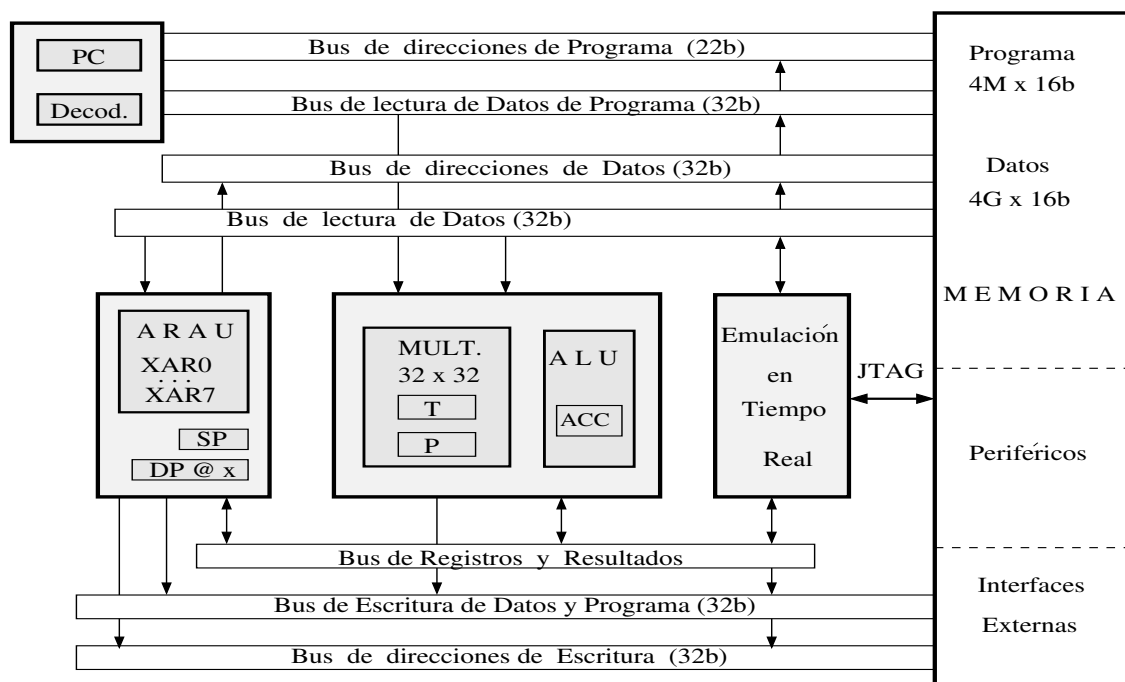 PC
Decod.
Bus de direcciones de Programa (22b)
Bus de lectura de Datos de Programa (32b)
Bus de direcciones de Datos (32b)
Bus de lectura de Datos (32b)
A R A U
XAR0
. . .
XAR7
SP
DP @ x
MULT.
32 x 32
T
P
A L U
ACC
Emulación
en
Tiempo
Real
JTAG
Programa
4M x 16b
Datos
4G x 16b
M E M O R I A
Periféricos
Interfaces
Externas
Bus de Registros y Resultados
Bus de Escritura de Datos y Programa (32b)
Bus de direcciones de Escritura (32b)